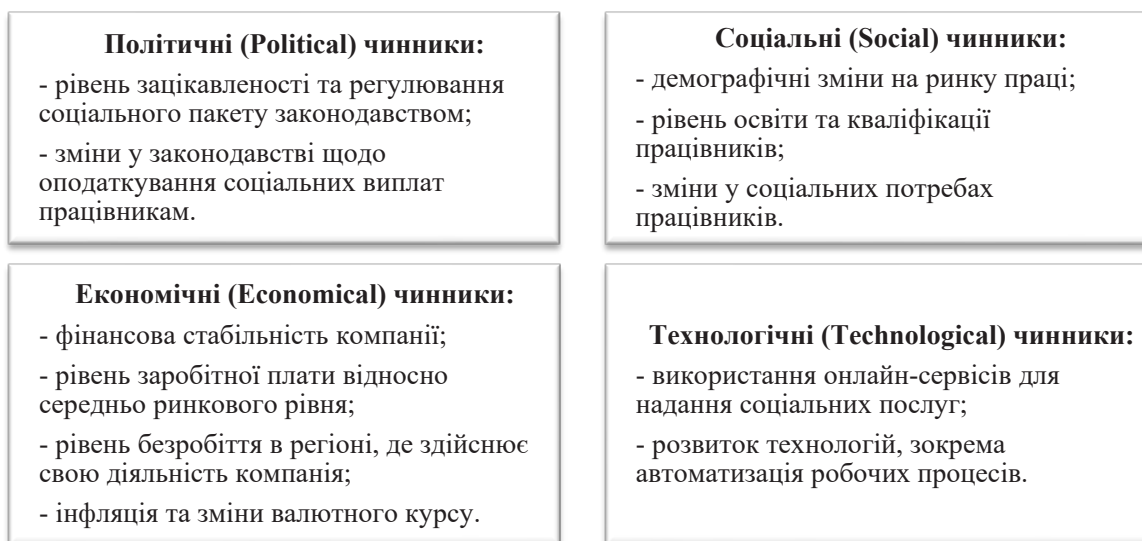 Політичні (Political) чинники:
- рівень зацікавленості та регулювання
соціального пакету законодавством;
- зміни у законодавстві щодо
оподаткування соціальних виплат
працівникам.
Соціальні (Social) чинники:
- демографічні зміни на ринку праці;
- рівень освіти та кваліфікації
працівників;
- зміни у соціальних потребах
працівників.
Економічні (Economical) чинники:
- фінансова стабільність компанії;
- рівень заробітної плати відносно
середньо ринкового рівня;
- рівень безробіття в регіоні, де здійснює
свою діяльність компанія;
- інфляція та зміни валютного курсу.
Технологічні (Technological) чинники:
- використання онлайн-сервісів для
надання соціальних послуг;
- розвиток технологій, зокрема
автоматизація робочих процесів.